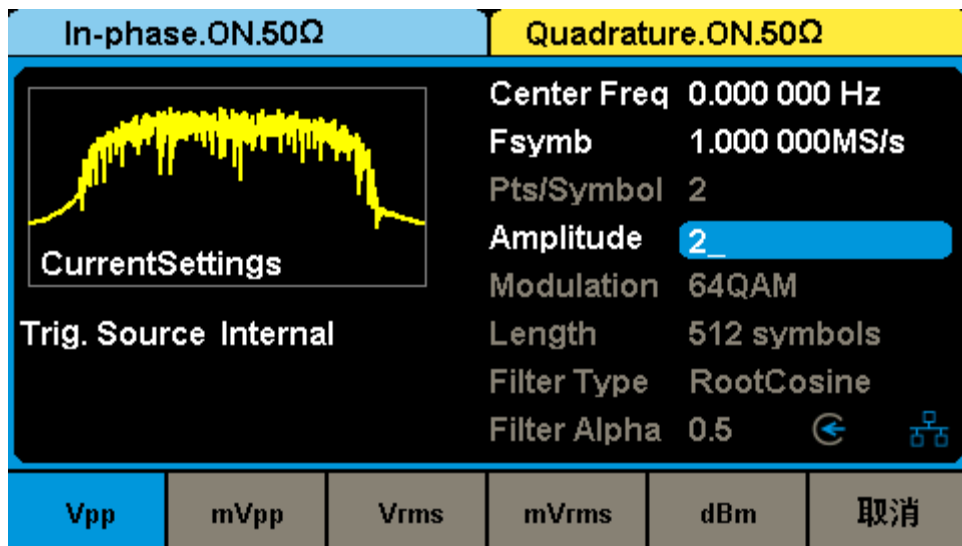 In-phase.ON.50Ω
Quadrature.ON.50Ω
CurrentSettings
Trig. Source Internal
Center Freq 0.000 000 Hz
Fsymb 1.000 000MS/s
Pts/Symbol 2
Amplitude 2_
Modulation 64QAM
Length 512 symbols
Filter Type RootCosine
Filter Alpha 0.5
Vpp mVpp Vrms mVrms dBm 取消